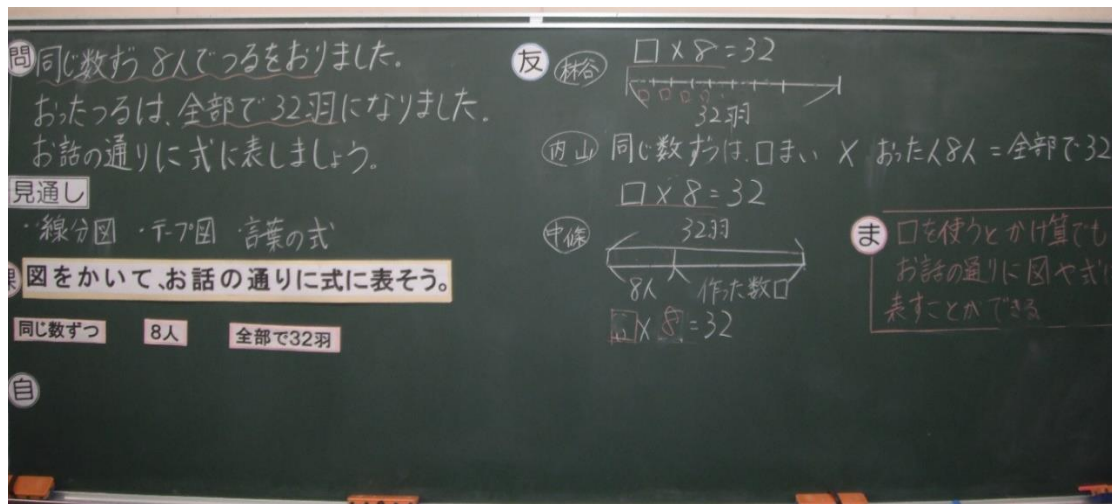 問 同じ数ずつ 8人でつるをおりました。
おったつるは、全部で32羽になりました。
お話の通りに式に表しましょう。
見通し
・線分図 ・テープ図 ・言葉の式
図をかいて、お話の通りに式に表そう。
同じ数ずつ 8人 全部で32羽
自
友
□×8=32
32羽
内山 同じ数ずつは、□まい × おった人8人=全部で32
□×8=32
中條 32羽
8人 作った数□
□×8=32
ま □を使うとかけ算でも
お話の通りに図や式に
表すことができる